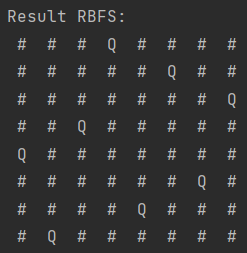 Result RBFS:
# # # Q # # # #
# # # # # Q # #
# # # # # # # Q
# # Q # # # # #
Q # # # # # # #
# # # # # # Q #
# # # # Q # # #
# Q # # # # # #